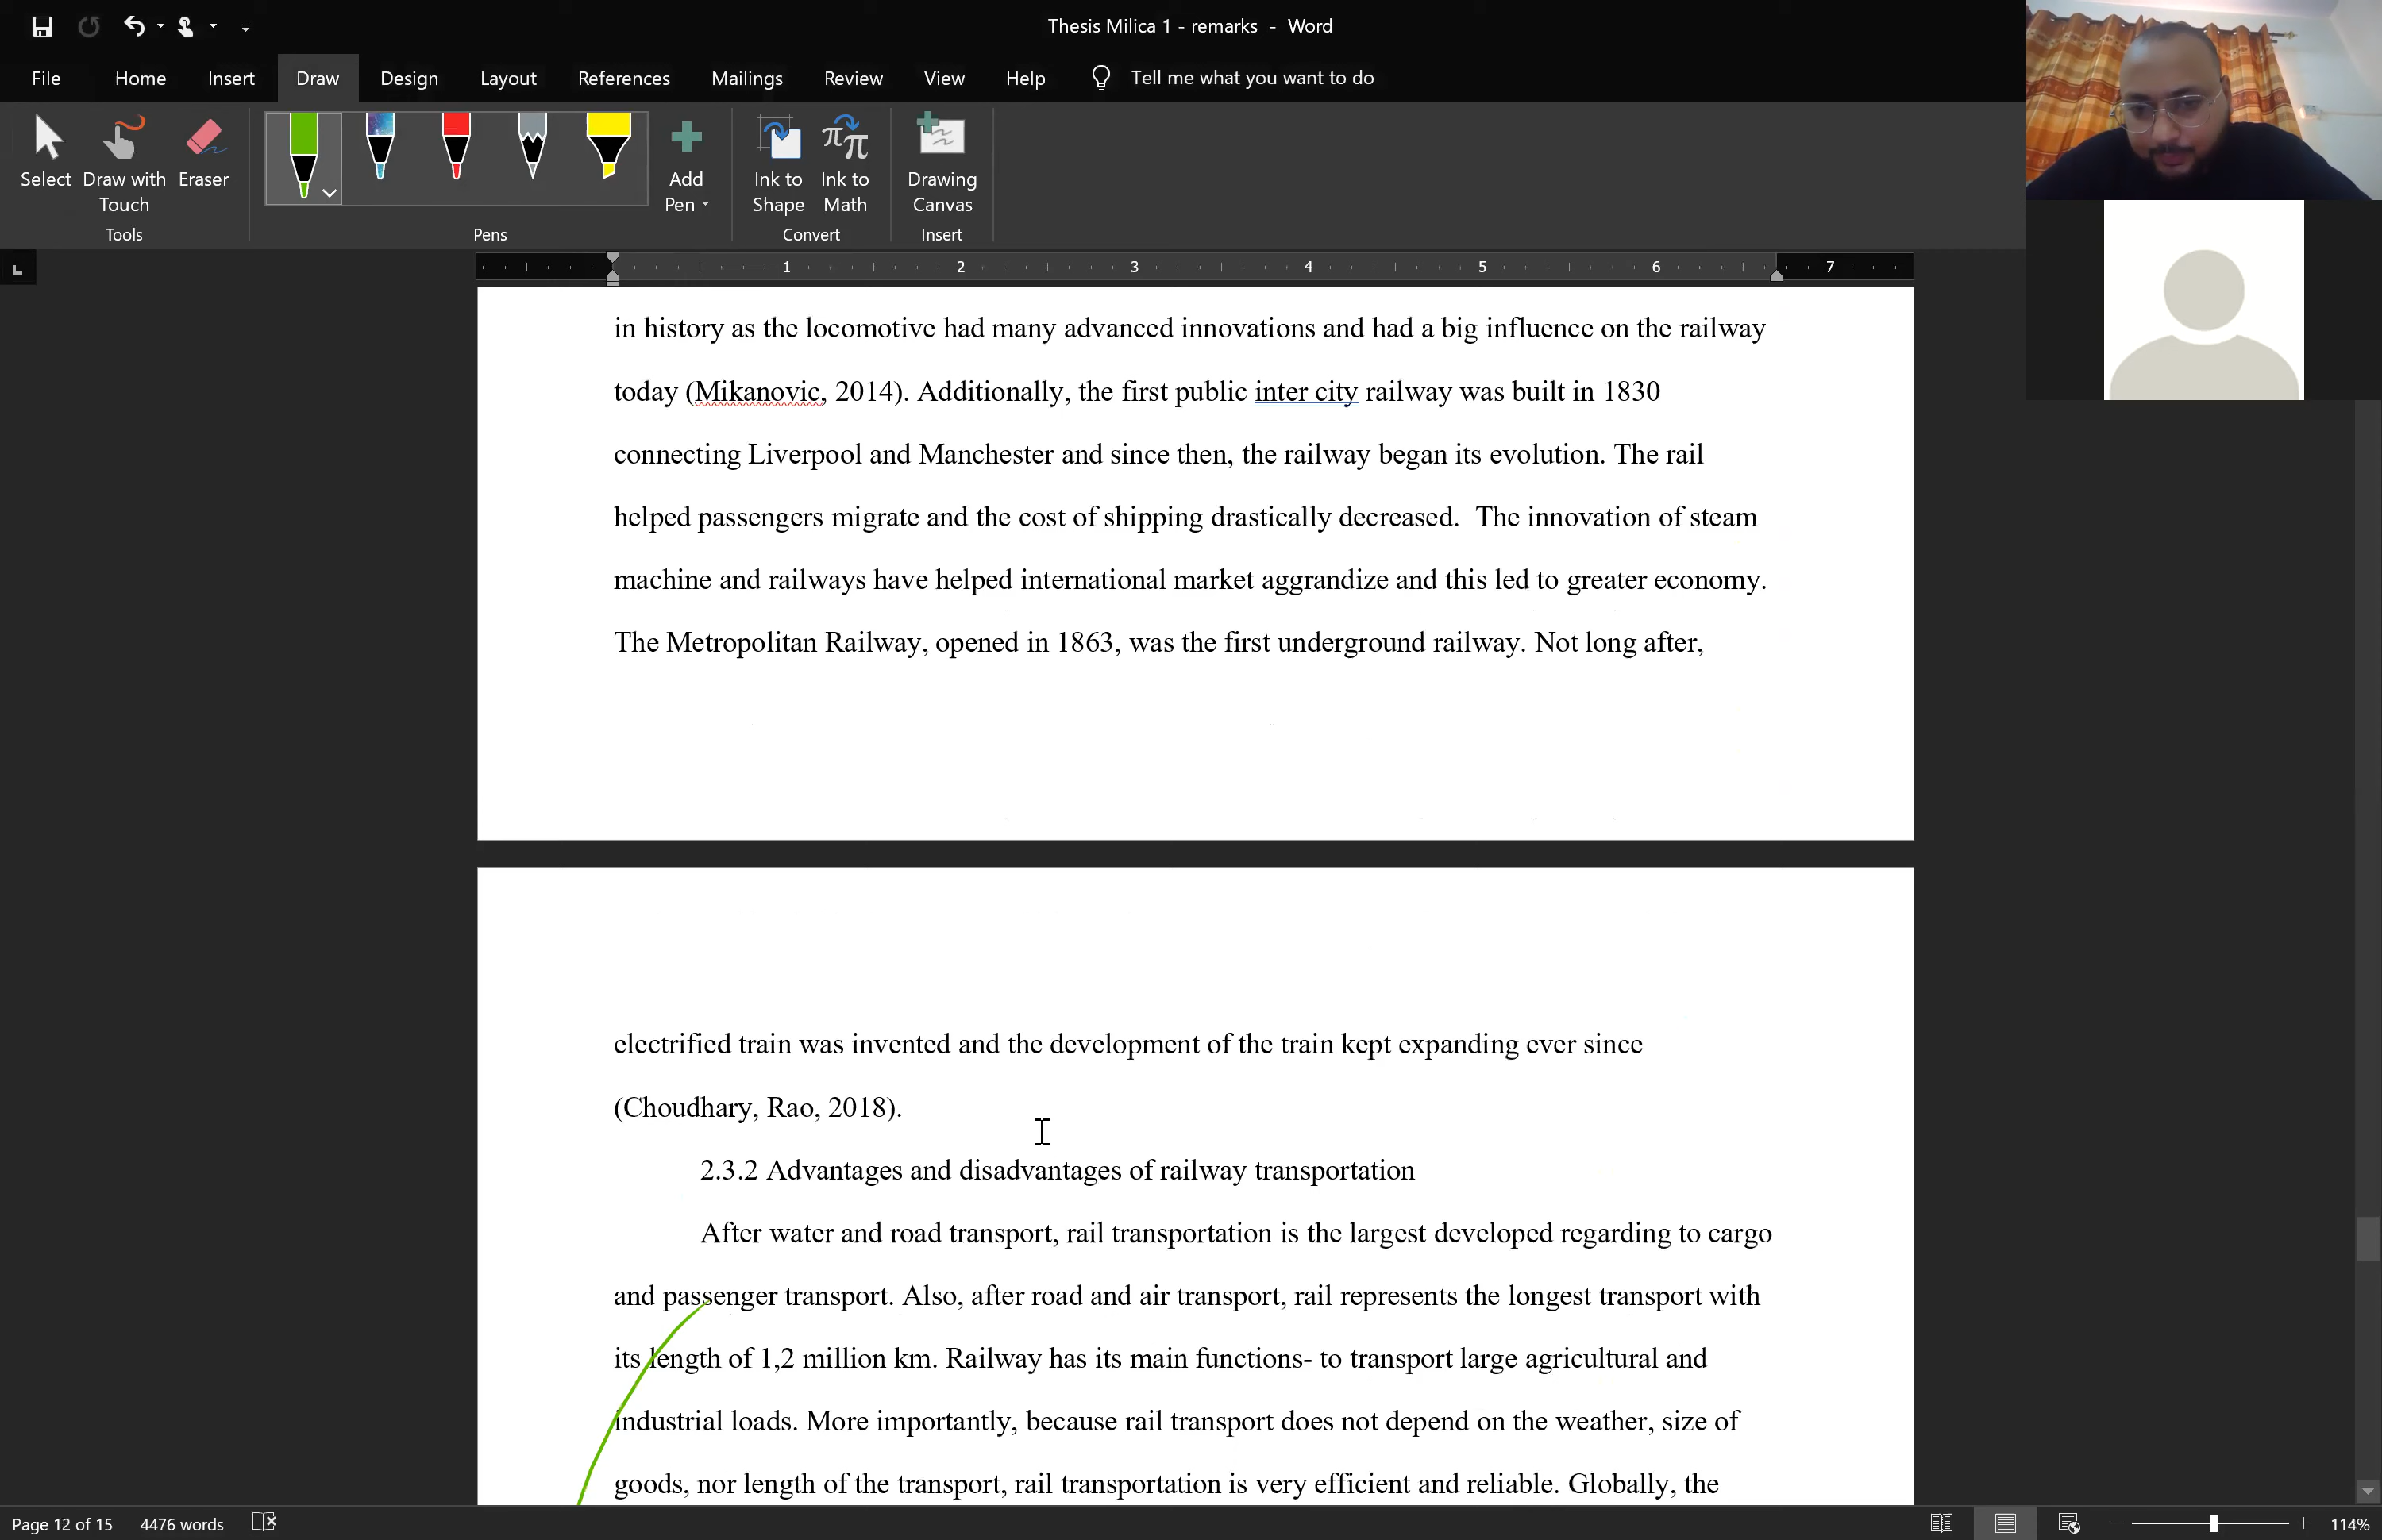 Thesis Milica 1 - remarks - Word
File Home Insert Draw Design Layout References Mailings Review View Help Tell me what you want to do
Select Draw with Touch Eraser Add Pen Ink to Shape Ink to Math Drawing Canvas
Tools Pens Convert Insert
1 2 3 4 5 6 7
in history as the locomotive had many advanced innovations and had a big influence on the railway
today (Mikanovic, 2014). Additionally, the first public inter city railway was built in 1830
connecting Liverpool and Manchester and since then, the railway began its evolution. The rail
helped passengers migrate and the cost of shipping drastically decreased.  The innovation of steam
machine and railways have helped international market aggrandize and this led to greater economy.
The Metropolitan Railway, opened in 1863, was the first underground railway. Not long after,
electrified train was invented and the development of the train kept expanding ever since
(Choudhary, Rao, 2018).
2.3.2 Advantages and disadvantages of railway transportation
After water and road transport, rail transportation is the largest developed regarding to cargo
and passenger transport. Also, after road and air transport, rail represents the longest transport with
its length of 1,2 million km. Railway has its main functions- to transport large agricultural and
industrial loads. More importantly, because rail transport does not depend on the weather, size of
goods, nor length of the transport, rail transportation is very efficient and reliable. Globally, the
Page 12 of 15 4476 words 114%